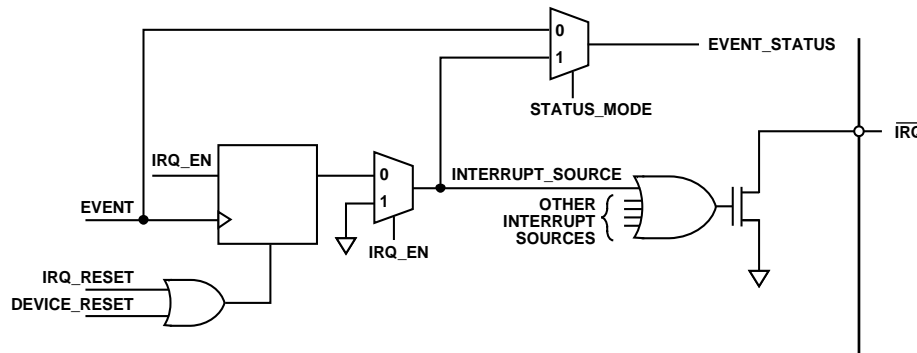 0
1
EVENT_STATUS
STATUS_MODE
IRQ
IRQ_EN
0
1
INTERRUPT_SOURCE
OTHER
INTERRUPT
SOURCES
EVENT
IRQ_EN
IRQ_RESET
DEVICE_RESET